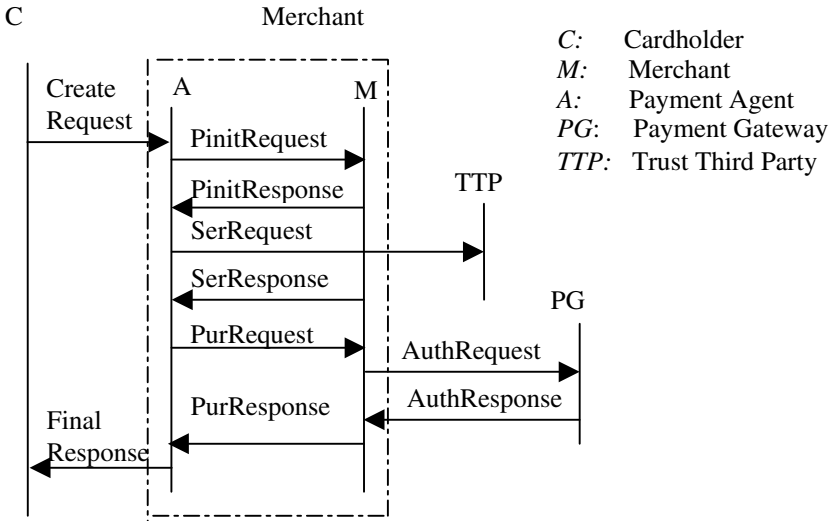 C
Merchant
C: Cardholder
M: Merchant
A: Payment Agent
PG: Payment Gateway
TTP: Trust Third Party
Create
Request
A
M
PinitRequest
PinitResponse
TTP
SerRequest
SerResponse
PG
PurRequest
AuthRequest
AuthResponse
PurResponse
Final
Response